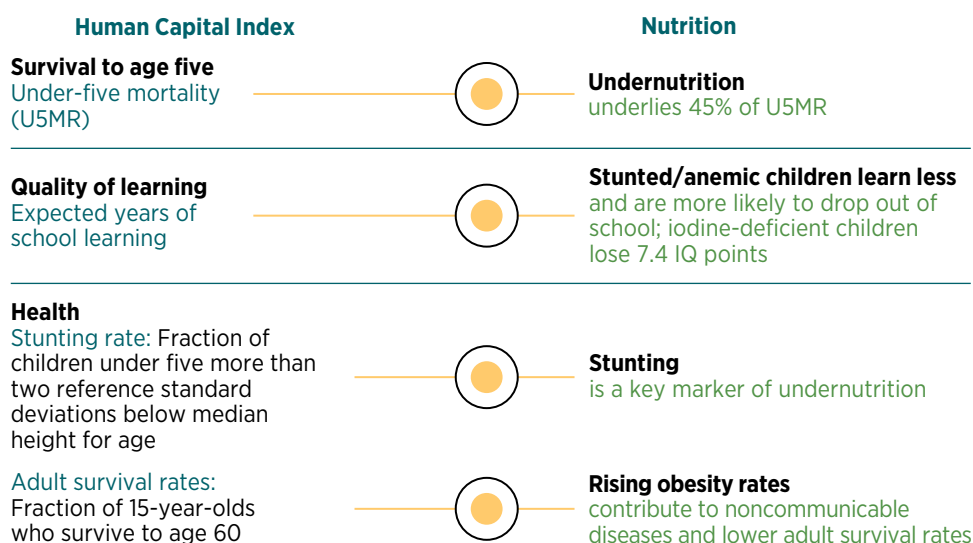 Human Capital Index
Nutrition
Survival to age five
Under-five mortality
(U5MR)
Undernutrition
underlies 45% of U5MR
Quality of learning
Expected years of
school learning
Stunted/anemic children learn less
and are more likely to drop out of
school; iodine-deficient children
lose 7.4 IQ points
Health
Stunting rate: Fraction of
children under five more than
two reference standard
deviations below median
height for age
Stunting
is a key marker of undernutrition
Adult survival rates:
Fraction of 15-year-olds
who survive to age 60
Rising obesity rates
contribute to noncommunicable
diseases and lower adult survival rates